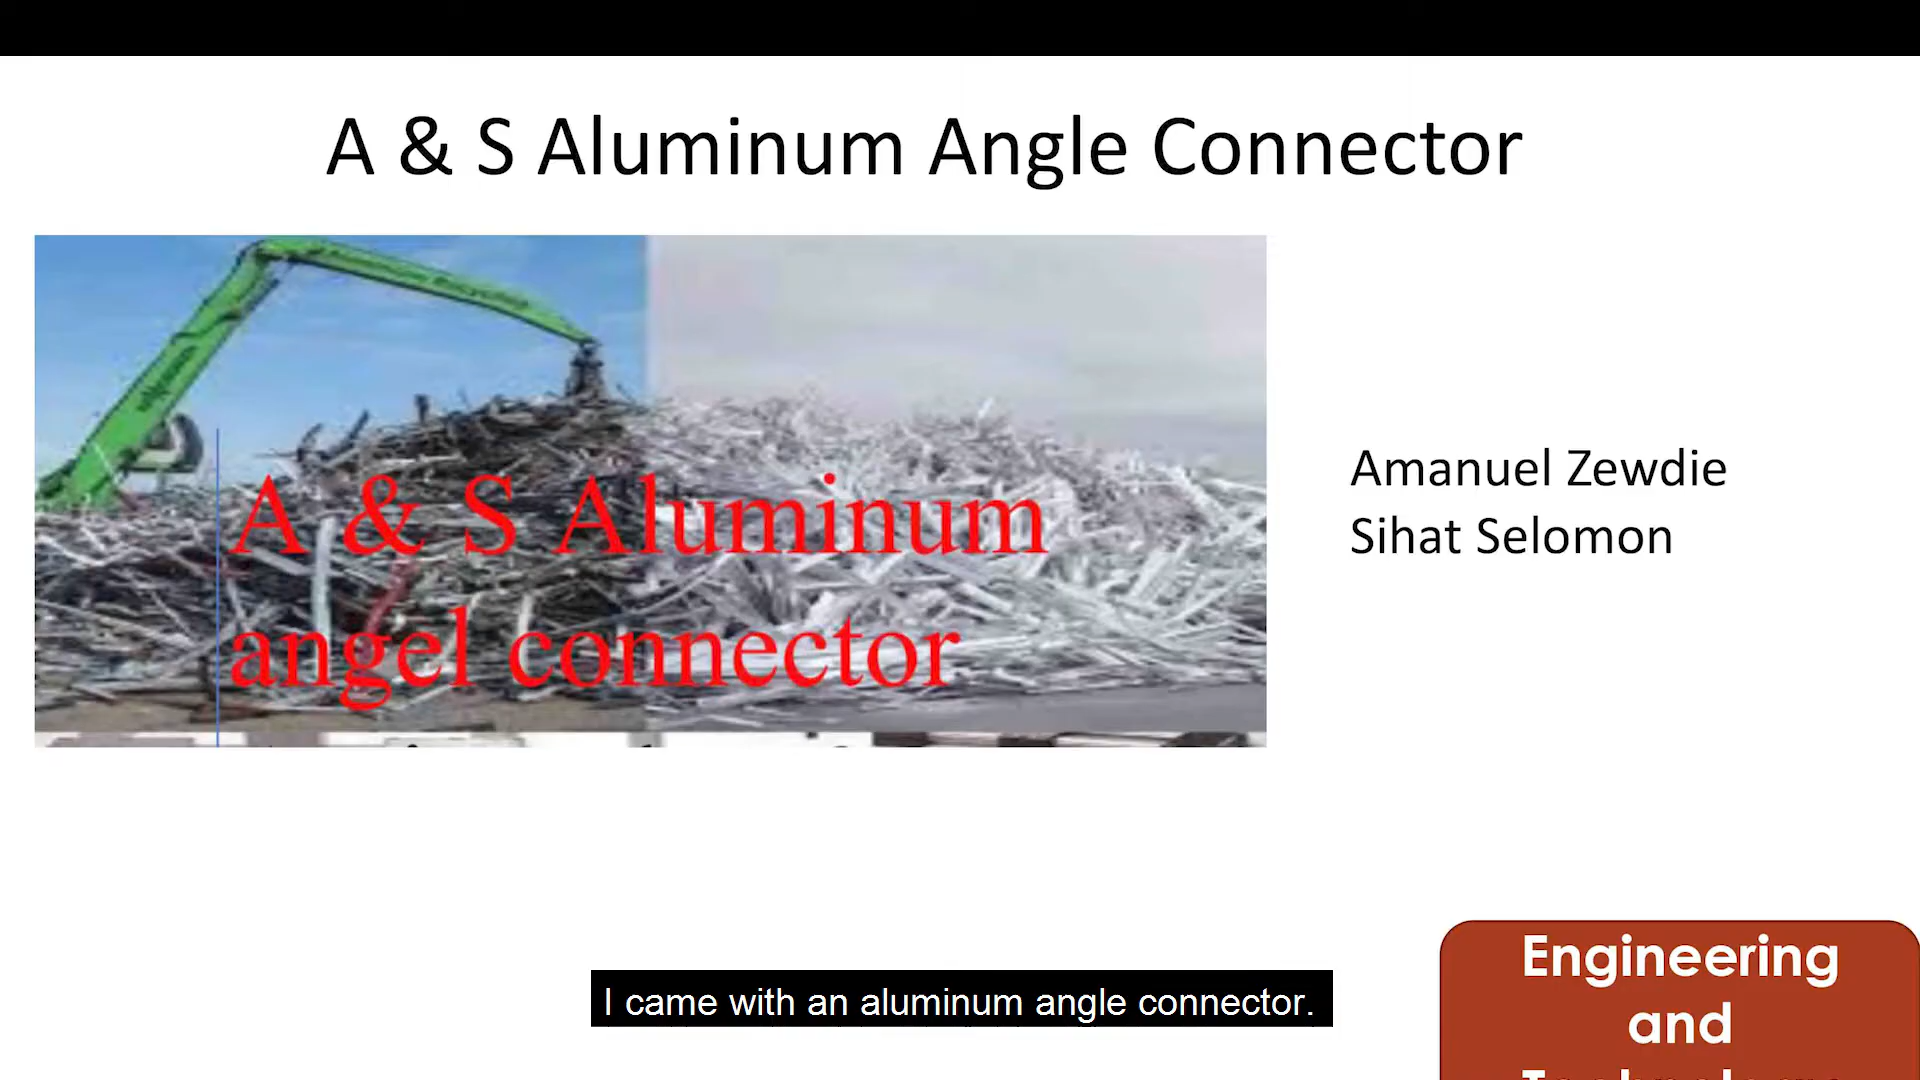 A & S Aluminum Angle Connector
A & S Aluminum
angel connector
Amanuel Zewdie
Sihat Selomon
I came with an aluminum angle connector.
Engineering
and